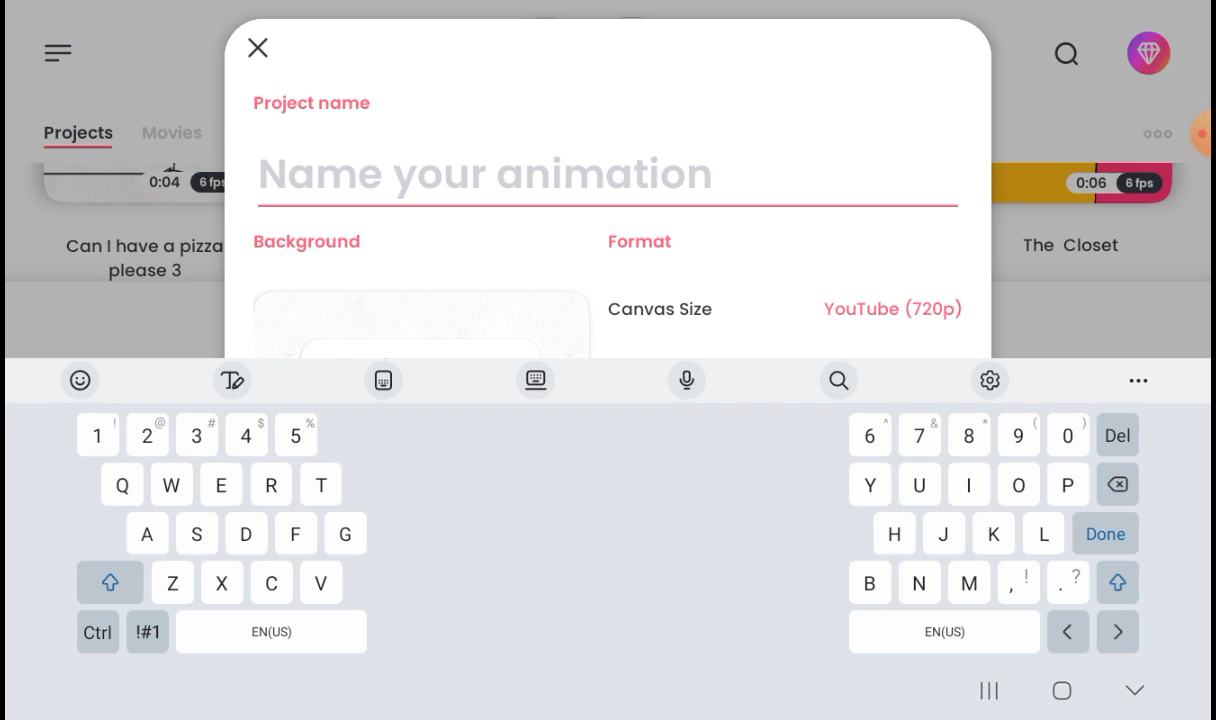 Project name
Projects
Movies
Name your animation
0:04
6 fps
0:06
6 fps
Background
Format
Can I have a pizza
please 3
The Closet
Canvas Size
YouTube (720p)
1 ! 2 @ 3 # 4 $ 5 % 6 ^ 7 & 8 * 9 ( 0 ) Del
Q W E R T Y U I O P
A S D F G H J K L Done
Z X C V B N M , ! . ?
Ctrl !#1 EN(US) EN(US) < >